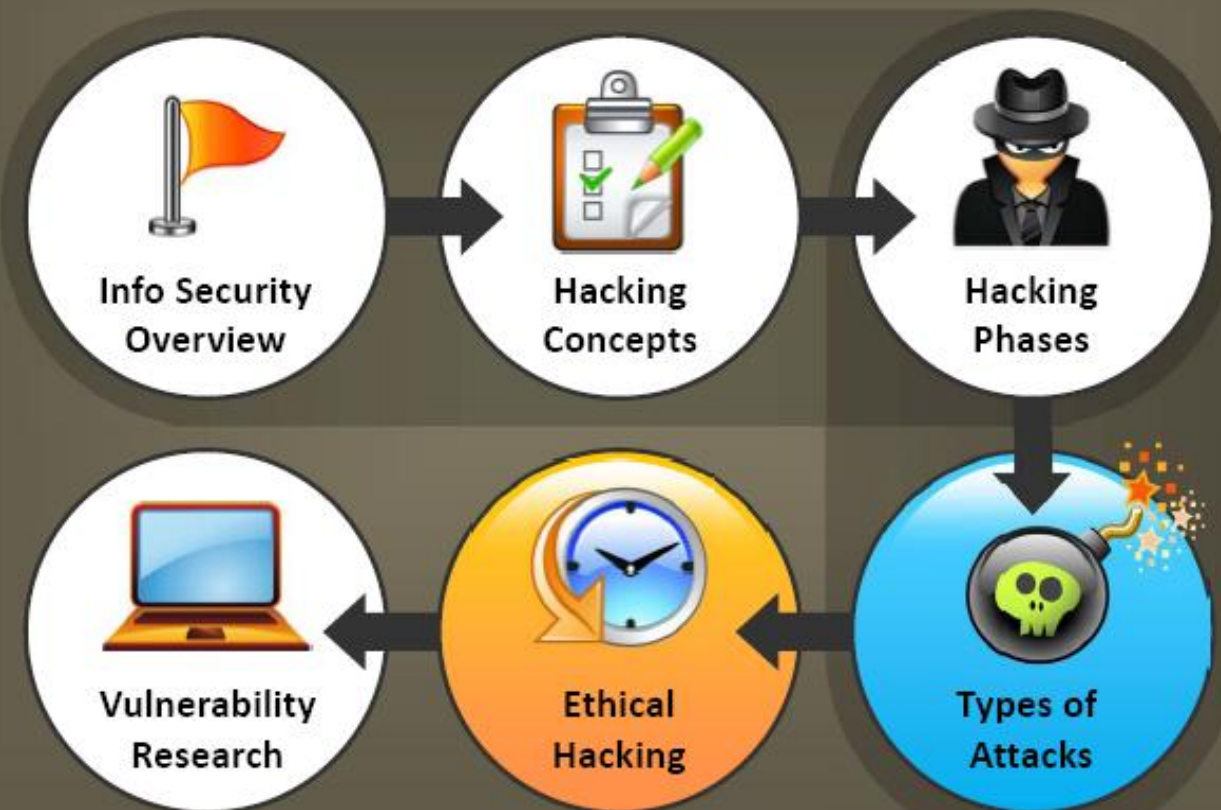 Info Security
Overview
Hacking
Concepts
Hacking
Phases
Types of
Attacks
Ethical
Hacking
Vulnerability
Research